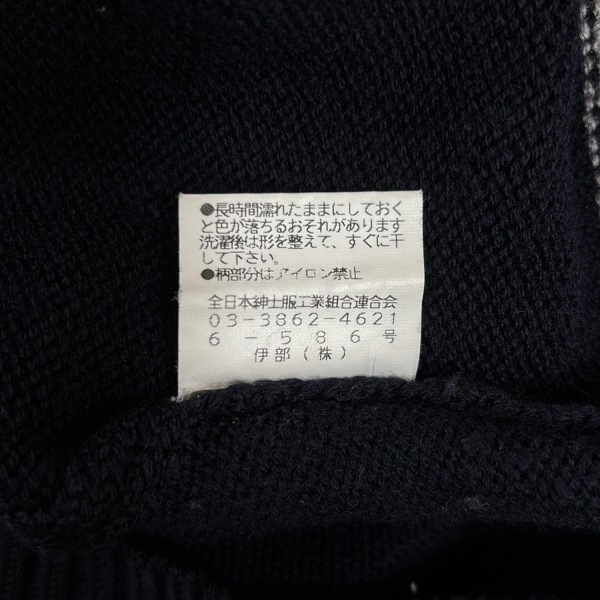 ●長時間濡れたままにしておく
と色が落ちるおそれがあります
洗濯後は形を整えて、すぐに干
して下さい。
●柄部分はアイロン禁止
全日本紳士服工業組合連合会
03-3862-4621
6-586号
伊部(株)